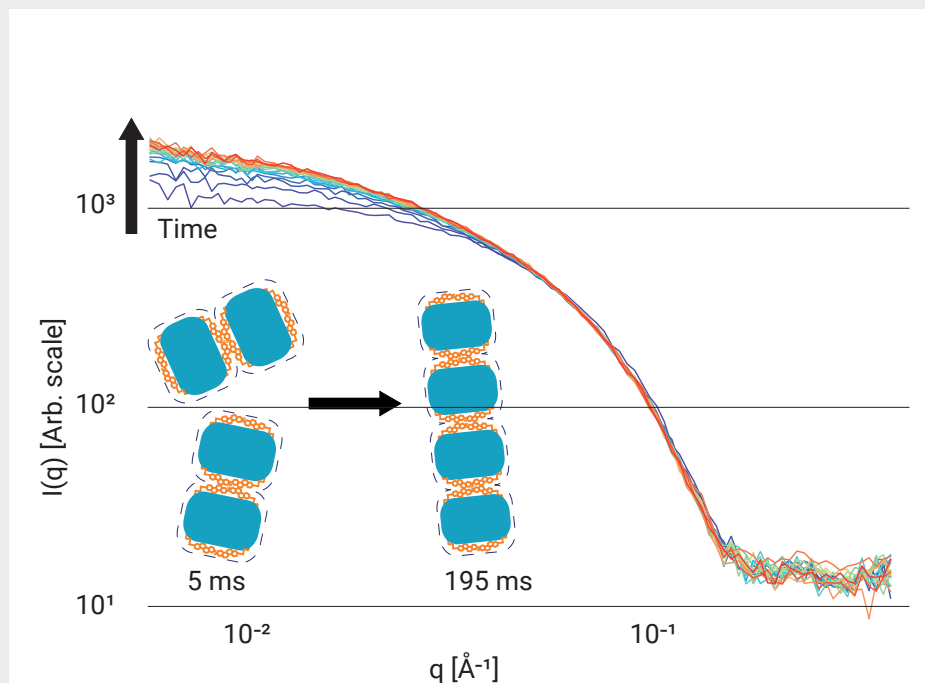 10³
Time
I(q) [Arb. scale]
10²
5 ms
195 ms
10¹
10⁻²
10⁻¹
q [Å⁻¹]